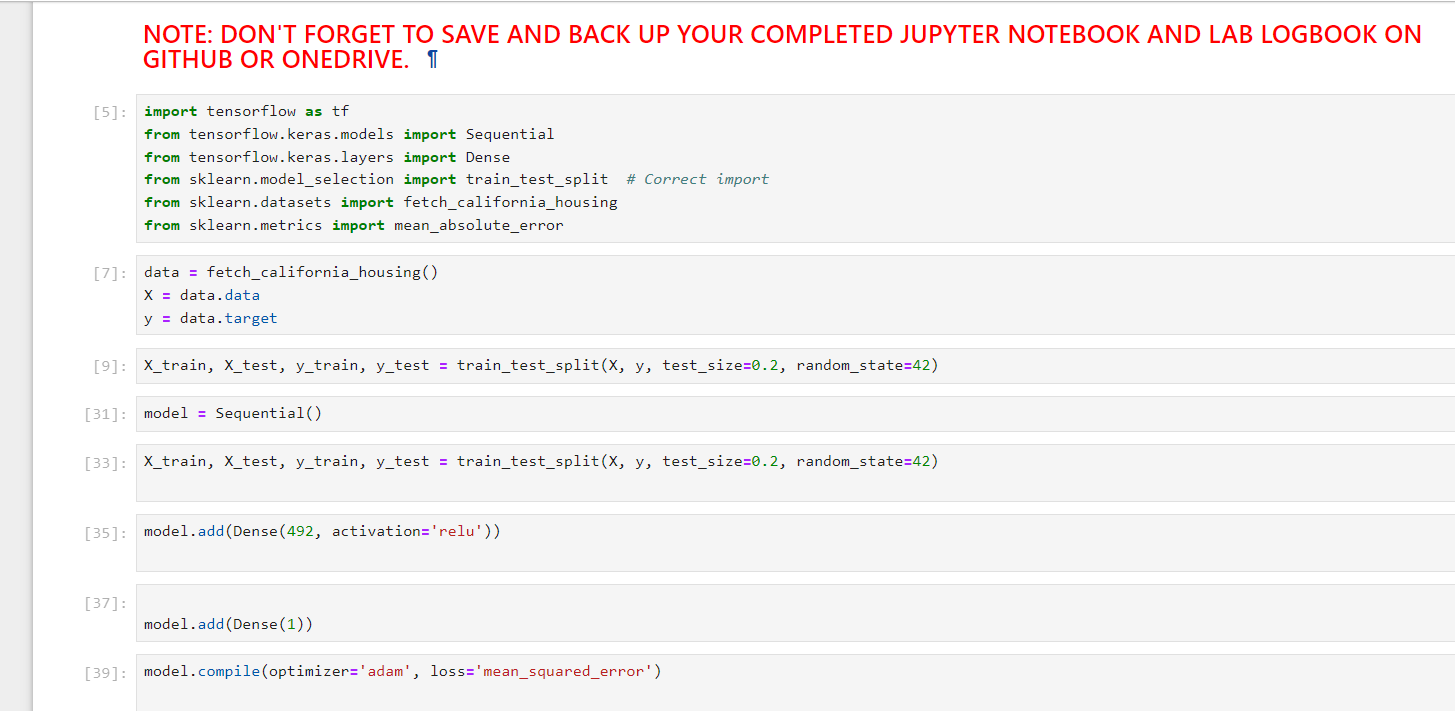 NOTE: DON'T FORGET TO SAVE AND BACK UP YOUR COMPLETED JUPYTER NOTEBOOK AND LAB LOGBOOK ON
GITHUB OR ONEDRIVE. ¶
[5]: import tensorflow as tf
from tensorflow.keras.models import Sequential
from tensorflow.keras.layers import Dense
from sklearn.model_selection import train_test_split  # Correct import
from sklearn.datasets import fetch_california_housing
from sklearn.metrics import mean_absolute_error
[7]: data = fetch_california_housing()
X = data.data
y = data.target
[9]: X_train, X_test, y_train, y_test = train_test_split(X, y, test_size=0.2, random_state=42)
[31]: model = Sequential()
[33]: X_train, X_test, y_train, y_test = train_test_split(X, y, test_size=0.2, random_state=42)
[35]: model.add(Dense(492, activation='relu'))
[37]:
model.add(Dense(1))
[39]: model.compile(optimizer='adam', loss='mean_squared_error')